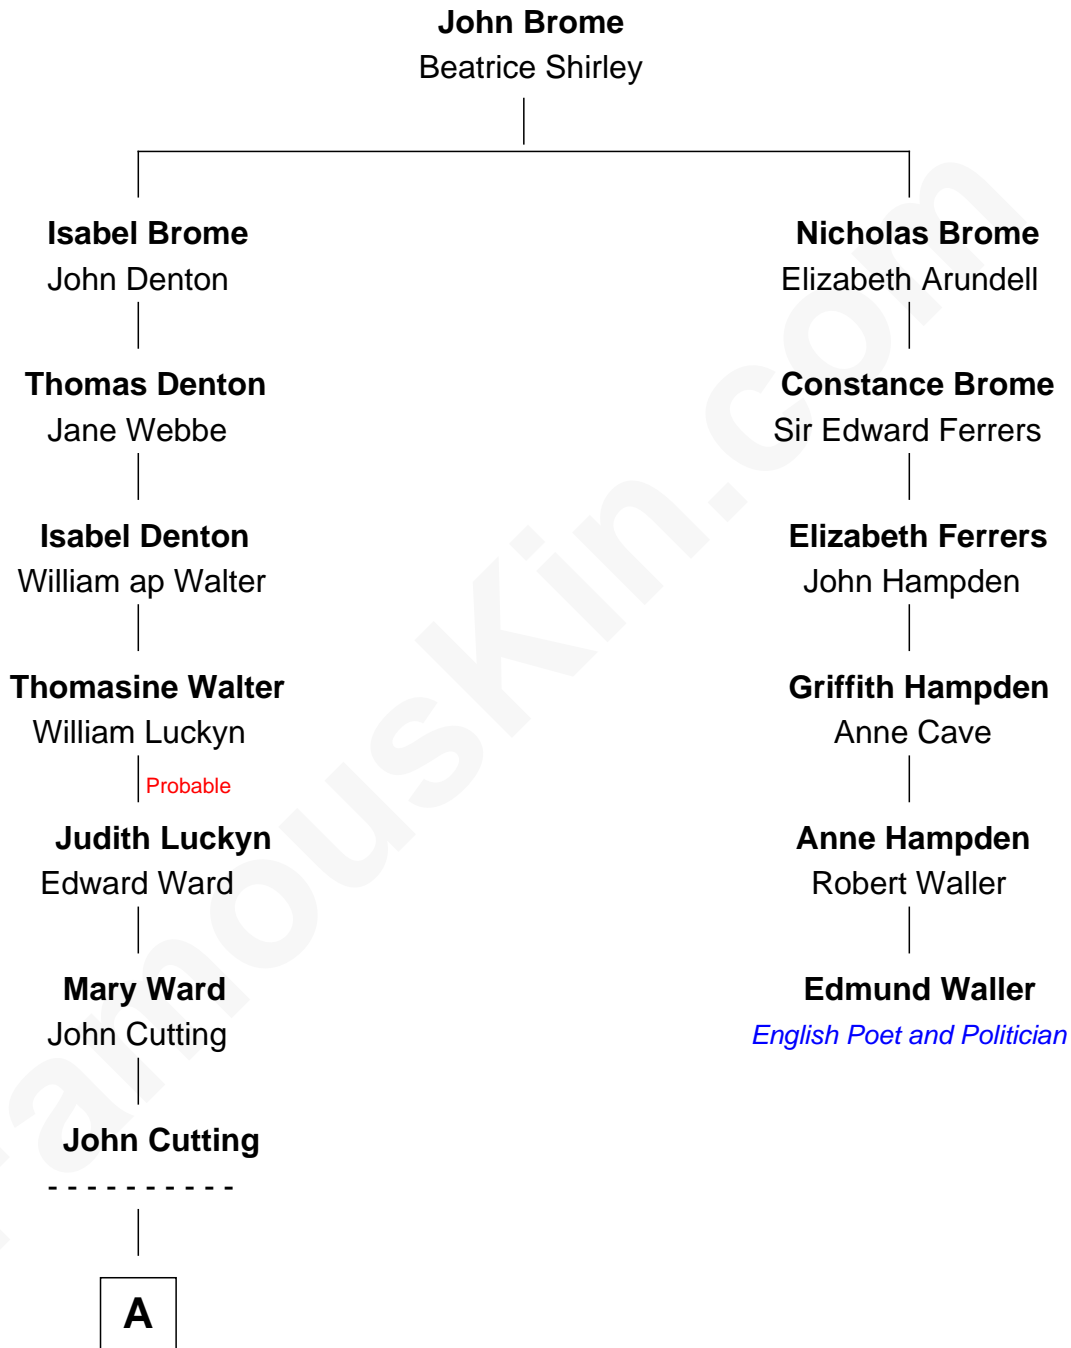 John Brome
Beatrice Shirley
Isabel Brome
John Denton
Nicholas Brome
Elizabeth Arundell
Thomas Denton
Jane Webbe
Constance Brome
Sir Edward Ferrers
Isabel Denton
William ap Walter
Elizabeth Ferrers
John Hampden
Thomasine Walter
William Luckyn
Griffith Hampden
Anne Cave
Probable
Judith Luckyn
Edward Ward
Anne Hampden
Robert Waller
Mary Ward
John Cutting
Edmund Waller
English Poet and Politician
John Cutting
- - - - - - - - - -
A
FamousKin.com